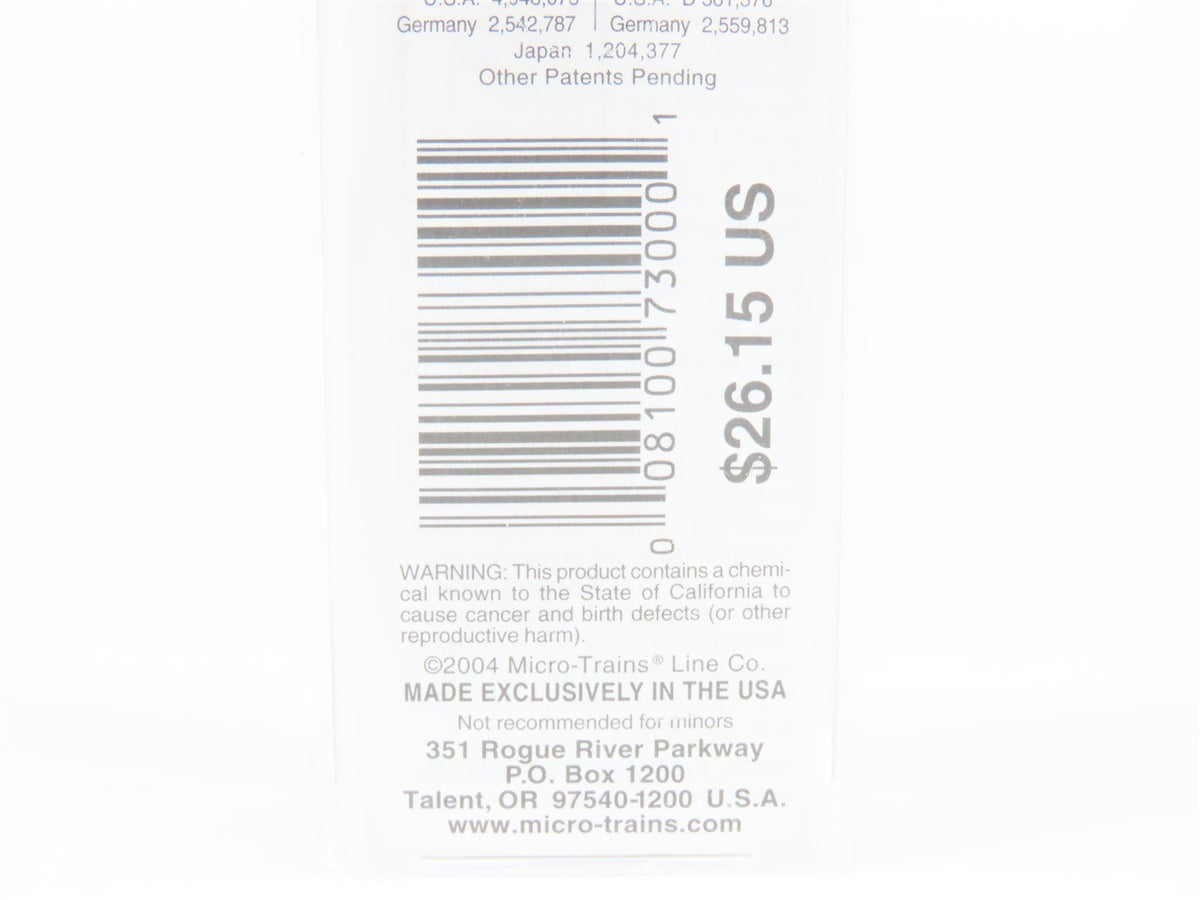 Germany 2,542,787 | Germany 2,559,813
Japan 1,204,377
Other Patents Pending
0 08100 73000 1
$26.15 US
WARNING: This product contains a chemi-
cal known to the State of California to
cause cancer and birth defects (or other
reproductive harm).
©2004 Micro-Trains® Line Co.
MADE EXCLUSIVELY IN THE USA
Not recommended for minors
351 Rogue River Parkway
P.O. Box 1200
Talent, OR 97540-1200 U.S.A.
www.micro-trains.com